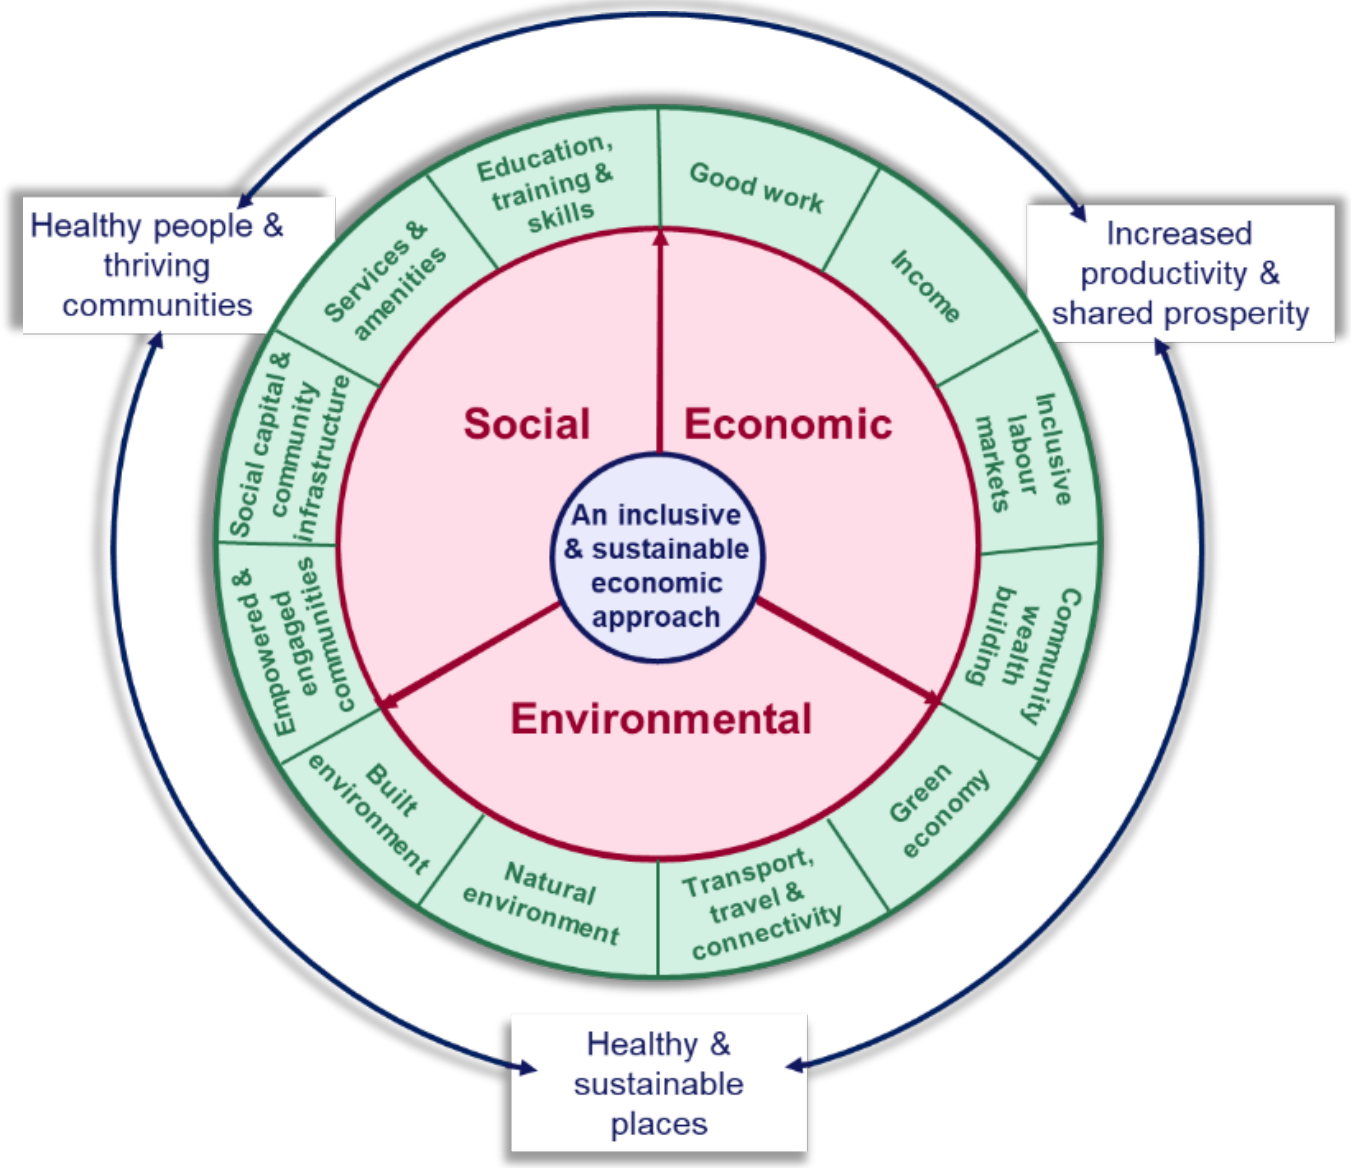 Healthy people &
thriving
communities
Increased
productivity &
shared prosperity
Healthy &
sustainable
places
Education,
training &
skills
Good work
Income
Inclusive
labour
markets
Community
wealth
building
Green
economy
Transport,
travel &
connectivity
Natural
environment
Built
environment
Empowered &
engaged
communities
Social capital &
community
infrastructure
Services &
amenities
Social
Economic
Environmental
An inclusive
& sustainable
economic
approach